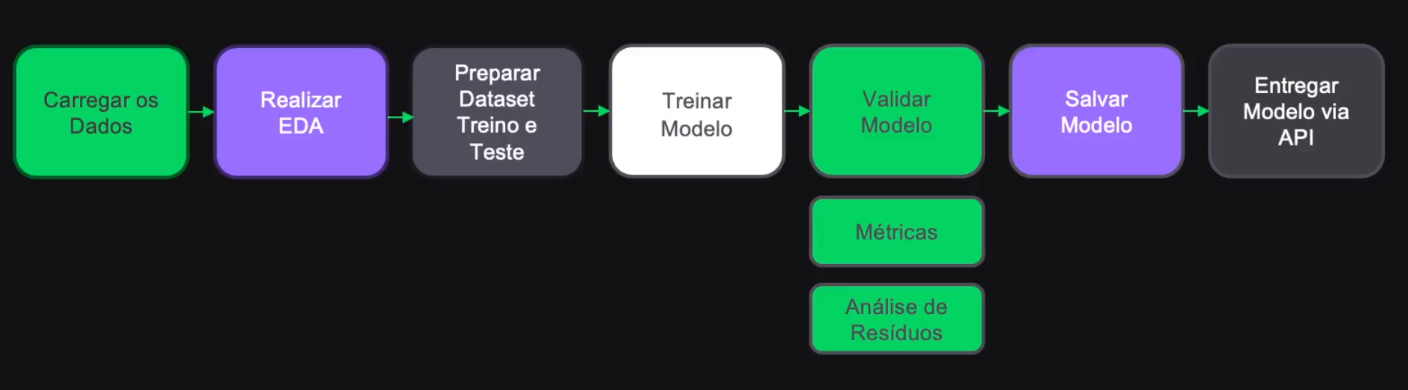 Carregar os
Dados
Realizar
EDA
Preparar
Dataset
Treino e
Teste
Treinar
Modelo
Validar
Modelo
Salvar
Modelo
Entregar
Modelo via
API
Métricas
Análise de
Resíduos